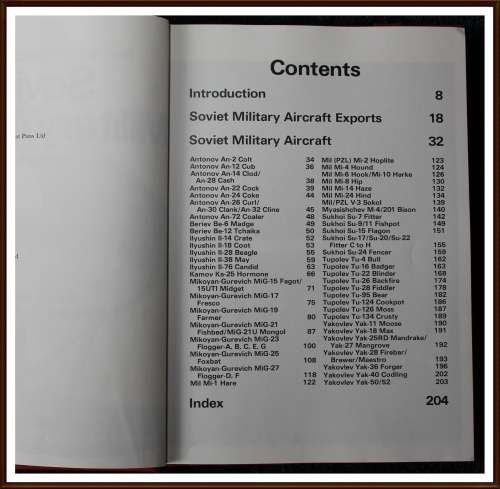 Press Ltd
Contents
Introduction 8
Soviet Military Aircraft Exports 18
Soviet Military Aircraft 32
Antonov An-2 Colt 34
Antonov An-12 Cub 36
Antonov An-14 Clod/
An-28 Cash 38
Antonov An-22 Cock 39
Antonov An-24 Coke 44
Antonov An-26 Curl/
An-30 Clank/An-32 Cline 45
Antonov An-72 Coaler 48
Beriev Be-6 Madge 49
Beriev Be-12 Tchaika 50
Ilyushin Il-14 Crate 52
Ilyushin Il-18 Coot 53
Ilyushin Il-28 Beagle 55
Ilyushin Il-38 May 59
Ilyushin Il-76 Candid 63
Kamov Ka-25 Hormone 66
Mikoyan-Gurevich MiG-15 Fagot/
15UTI Midget 71
Mikoyan-Gurevich MiG-17
Fresco 75
Mikoyan-Gurevich MiG-19
Farmer 80
Mikoyan-Gurevich MiG-21
Fishbed/MiG-21U Mongol 87
Mikoyan-Gurevich MiG-23
Flogger-A, B, C, E, G 100
Mikoyan-Gurevich MiG-25
Foxbat 108
Mikoyan-Gurevich MiG-27
Flogger-D, F 118
Mil Mi-1 Hare 122
Mil (PZL) Mi-2 Hoplite 123
Mil Mi-4 Hound 124
Mil Mi-6 Hook/Mi-10 Harke 126
Mil Mi-8 Hip 130
Mil Mi-14 Haze 132
Mil Mi-24 Hind 134
Mil/PZL V-3 Sokol 139
Myasishchev M-4/201 Bison 140
Sukhoi Su-7 Fitter 142
Sukhoi Su-9/11 Fishpot 149
Sukhoi Su-15 Flagon 151
Sukhoi Su-17/Su-20/Su-22
Fitter C to H 155
Sukhoi Su-24 Fencer 159
Tupolev Tu-4 Bull 162
Tupolev Tu-16 Badger 163
Tupolev Tu-22 Blinder 168
Tupolev Tu-26 Backfire 174
Tupolev Tu-28 Fiddler 178
Tupolev Tu-95 Bear 182
Tupolev Tu-124 Cookpot 186
Tupolev Tu-126 Moss 187
Tupolev Tu-134 Crusty 189
Yakovlev Yak-11 Moose 190
Yakovlev Yak-18 Max 191
Yakovlev Yak-25RD Mandrake/
Yak-27 Mangrove 192
Yakovlev Yak-28 Firebar/
Brewer/Maestro 193
Yakovlev Yak-36 Forger 196
Yakovlev Yak-40 Codling 202
Yakovlev Yak-50/52 203
Index 204